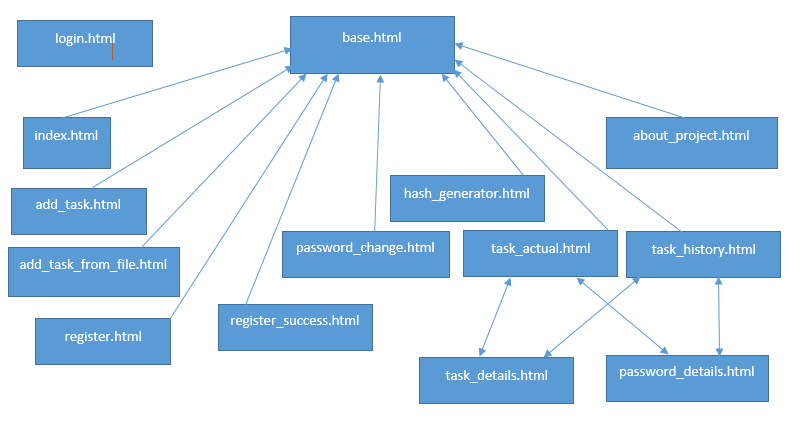 login.html
base.html
index.html
about_project.html
add_task.html
hash_generator.html
add_task_from_file.html
password_change.html
task_actual.html
task_history.html
register.html
register_success.html
task_details.html
password_details.html